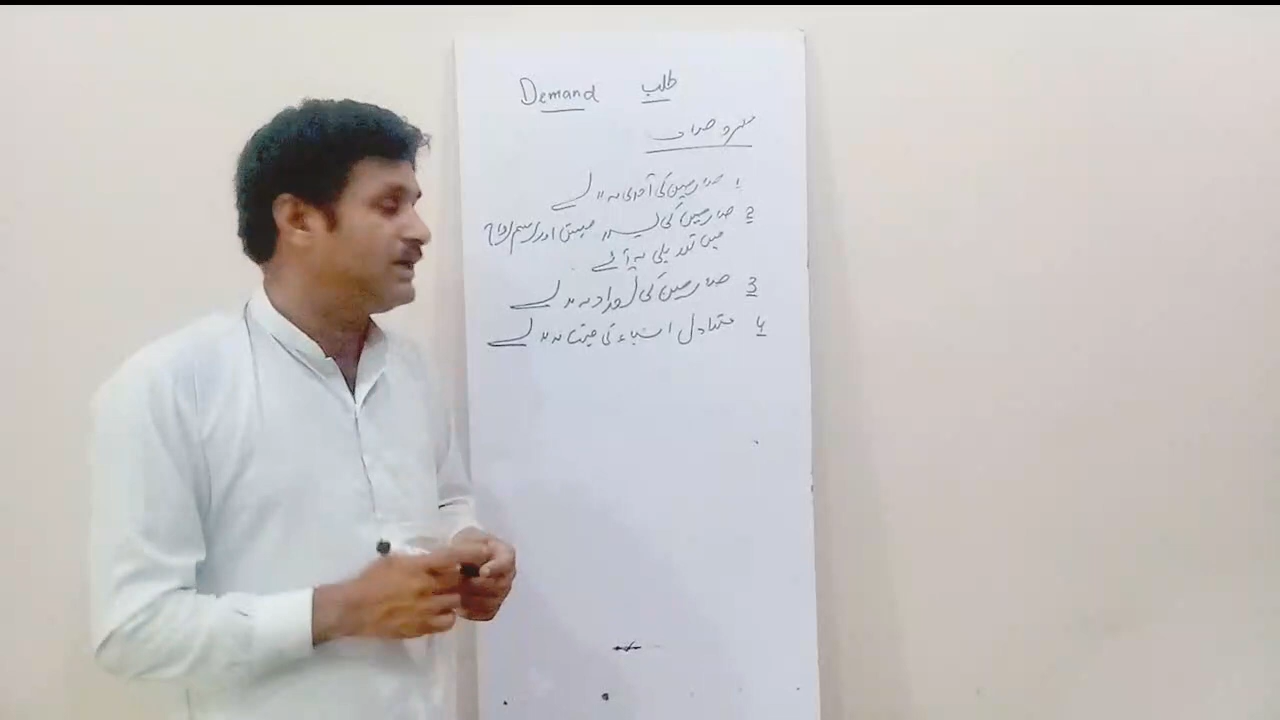 Demand طلب
مفروضات
1 صارفین کی آمدنی نہ بدلے
2 صارفین کی پسند، فیشن اور رسم رواج
میں تبدیلی نہ آئے
3 صارفین کی تعداد نہ بدلے
4 متبادل اشیاء کی قیمت نہ بدلے